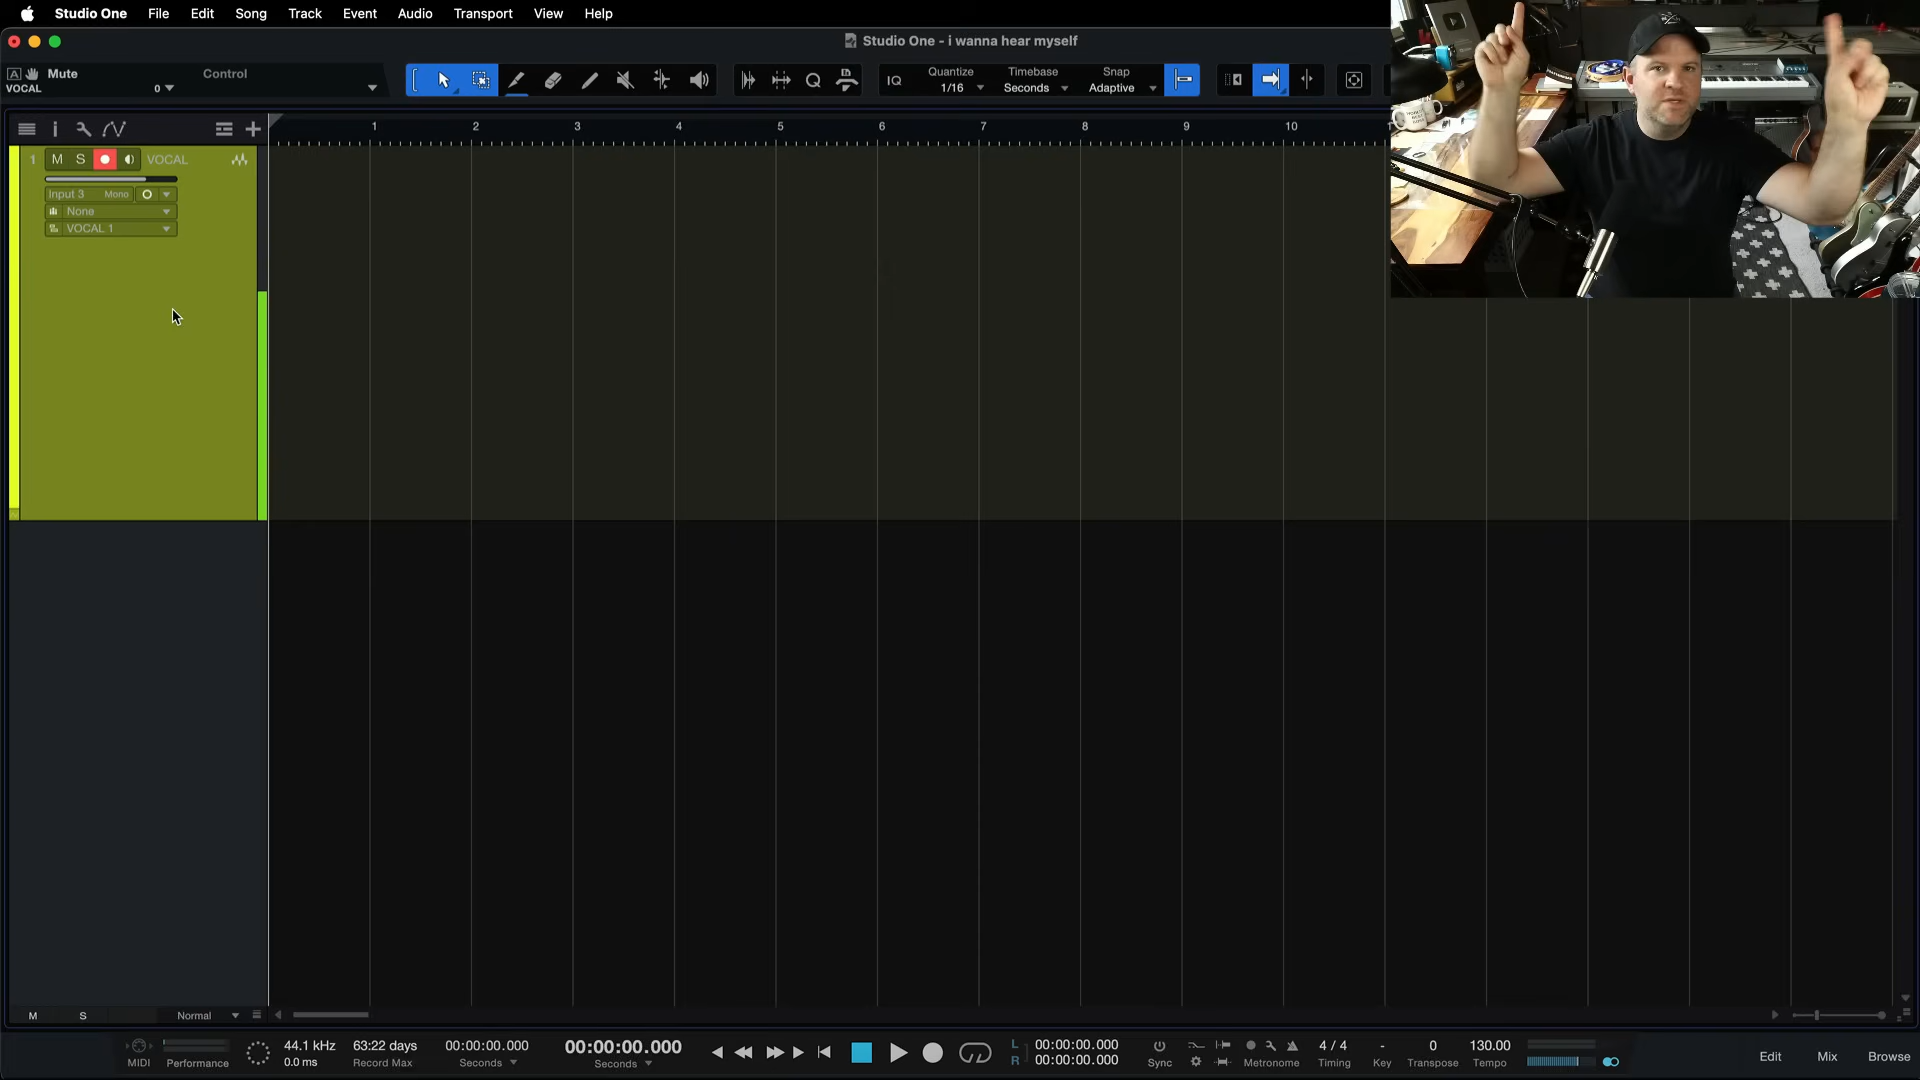 Studio One File Edit Song Track Event Audio Transport View Help
Studio One - i wanna hear myself
A Mute Control
VOCAL 0
IQ Quantize Timebase Snap
1/16 Seconds Adaptive
1 2 3 4 5 6 7 8 9 10
1 M S VOCAL
Input 3 Mono
None
VOCAL 1
M S Normal
MIDI Performance
44.1 kHz 63:22 days 00:00:00.000 00:00:00.000
0.0 ms Record Max Seconds Seconds
L 00:00:00.000
R 00:00:00.000
Sync Metronome
4 / 4 - 0 130.00
Timing Key Transpose Tempo
Edit Mix Browse